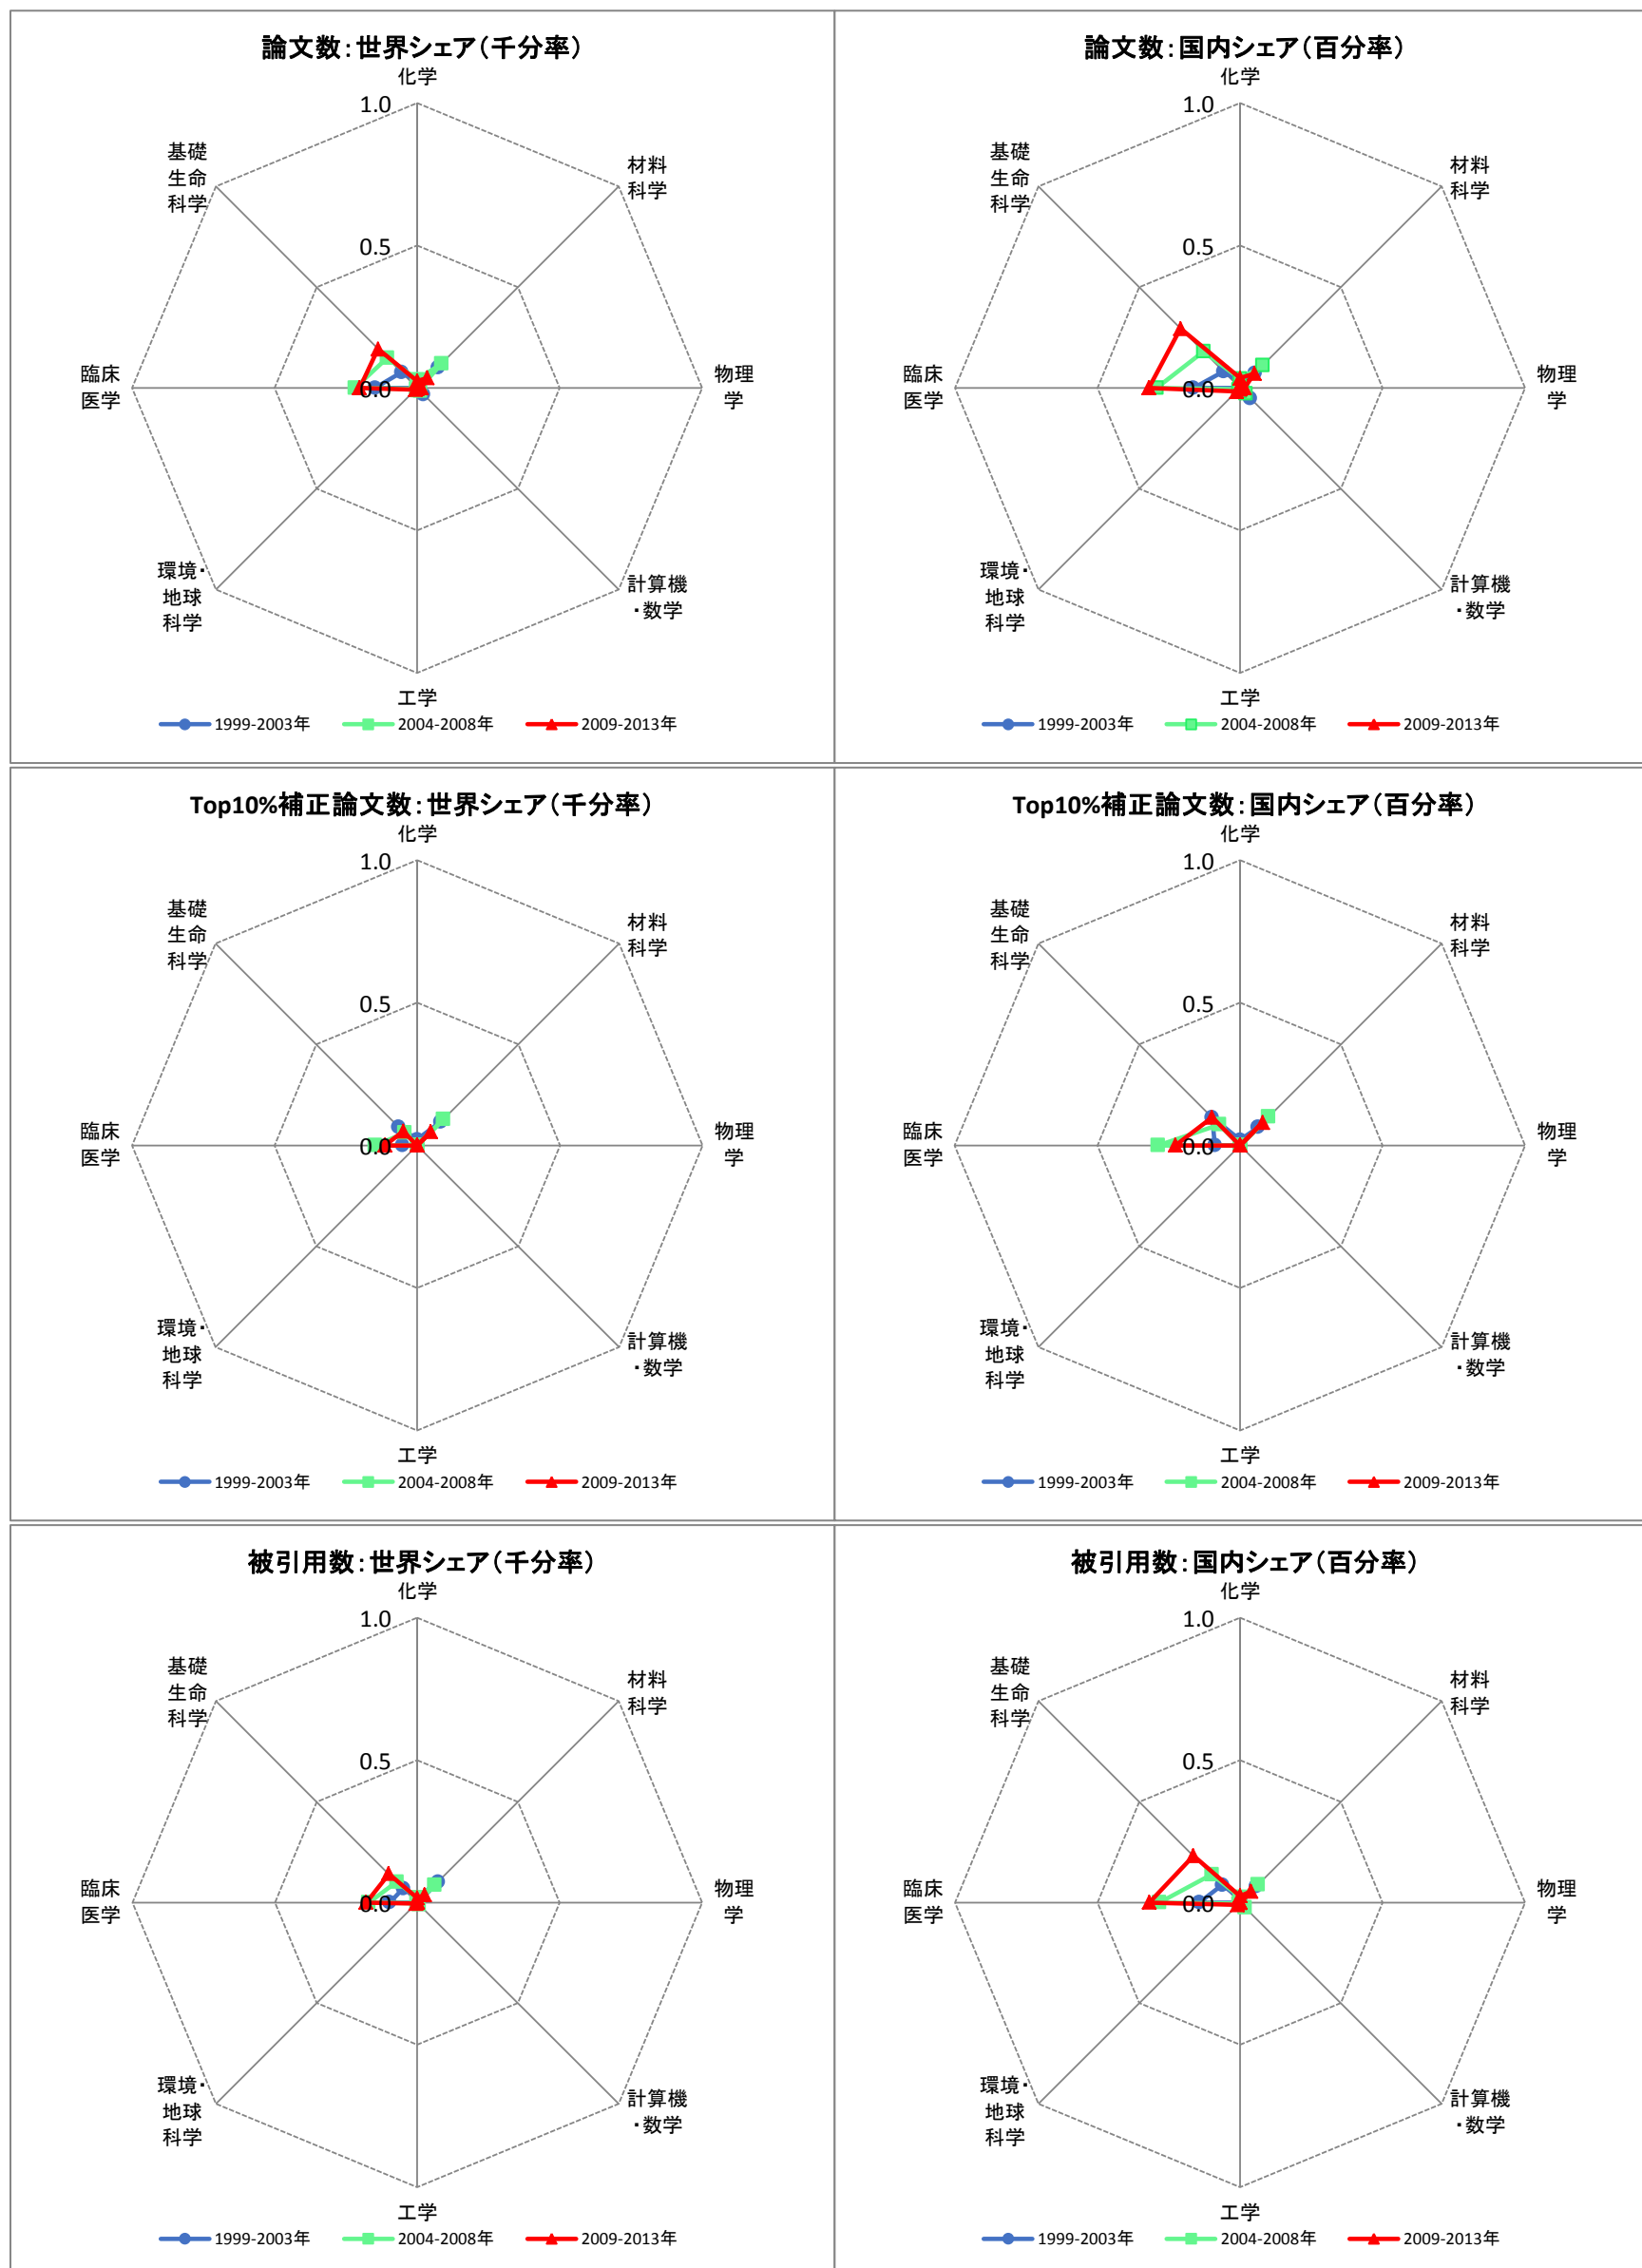 論文数：世界シェア（千分率）
化学
1.0
基礎
生命
科学
材料
科学
0.5
臨床
医学
0.0
物理
学
環境・
地球
科学
計算機
・数学
工学
1999-2003年 2004-2008年 2009-2013年
論文数：国内シェア（百分率）
化学
1.0
基礎
生命
科学
材料
科学
0.5
臨床
医学
0.0
物理
学
環境・
地球
科学
計算機
・数学
工学
1999-2003年 2004-2008年 2009-2013年
Top10%補正論文数：世界シェア（千分率）
化学
1.0
基礎
生命
科学
材料
科学
0.5
臨床
医学
0.0
物理
学
環境・
地球
科学
計算機
・数学
工学
1999-2003年 2004-2008年 2009-2013年
Top10%補正論文数：国内シェア（百分率）
化学
1.0
基礎
生命
科学
材料
科学
0.5
臨床
医学
0.0
物理
学
環境・
地球
科学
計算機
・数学
工学
1999-2003年 2004-2008年 2009-2013年
被引用数：世界シェア（千分率）
化学
1.0
基礎
生命
科学
材料
科学
0.5
臨床
医学
0.0
物理
学
環境・
地球
科学
計算機
・数学
工学
1999-2003年 2004-2008年 2009-2013年
被引用数：国内シェア（百分率）
化学
1.0
基礎
生命
科学
材料
科学
0.5
臨床
医学
0.0
物理
学
環境・
地球
科学
計算機
・数学
工学
1999-2003年 2004-2008年 2009-2013年